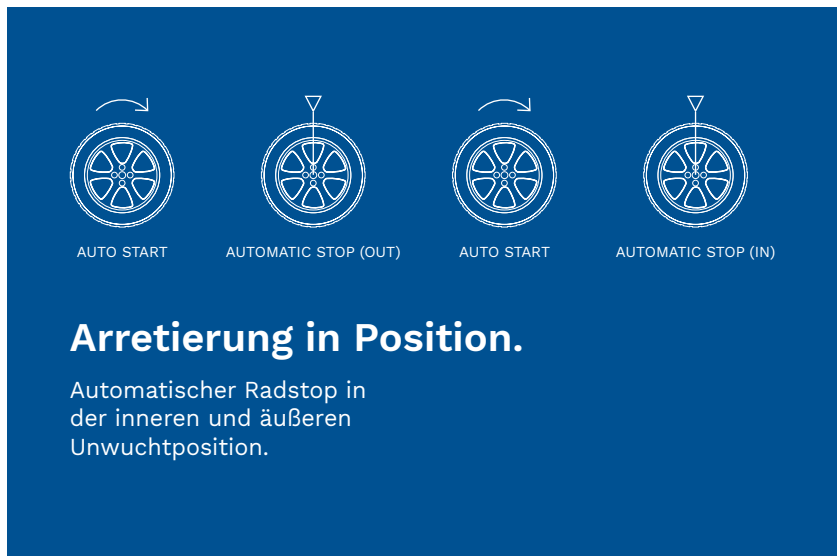 AUTO START
AUTOMATIC STOP (OUT)
AUTO START
AUTOMATIC STOP (IN)
Arretierung in Position.
Automatischer Radstop in
der inneren und äußeren
Unwuchtposition.